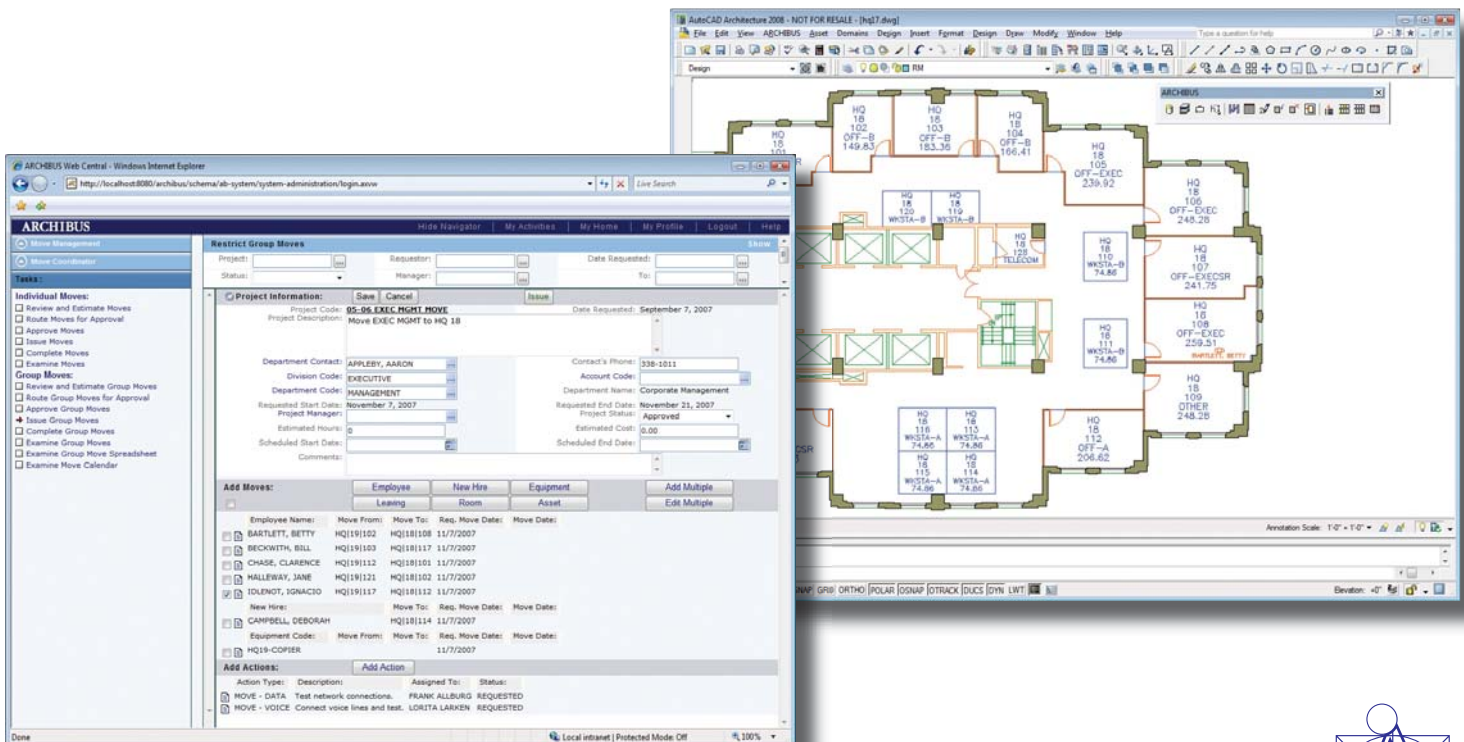 AutoCAD Architecture 2008 - NOT FOR RESALE - [hq17.dwg]
File Edit View ARCHIBUS Asset Domains Design Insert Format Design Draw Modify Window Help
Type a question for help
Design
RM
ARCHIBUS
HQ
18
101
HQ
18
102
OFF-B
149.83
HQ
18
103
OFF-B
183.36
HQ
18
104
OFF-B
166.41
HQ
18
105
OFF-EXEC
239.92
HQ
18
106
OFF-EXEC
248.28
HQ
18
120
WKSTA-B
HQ
18
119
WKSTA-B
HQ
18
128
TELECOM
HQ
18
110
WKSTA-B
74.86
HQ
18
107
OFF-EXECSR
241.75
HQ
18
108
OFF-EXEC
259.51
BARTLETT, BETTY
HQ
18
111
WKSTA-B
74.86
HQ
18
109
OTHER
248.28
HQ
18
116
WKSTA-A
74.86
HQ
18
113
WKSTA-A
74.86
HQ
18
115
WKSTA-A
74.86
HQ
18
114
WKSTA-A
74.86
HQ
18
112
OFF-A
206.62
Annotation Scale: 1'-0" = 1'-0"
GRID ORTHO POLAR OSNAP OTRACK DUCS DYN LWT
Elevation: +0"
ARCHIBUS Web Central - Windows Internet Explorer
http://localhost:8080/archibus/schema/ab-system/system-administration/login.axvw
Live Search
ARCHIBUS
Hide Navigator | My Activities | My Home | My Profile | Logout | Help
Move Management
Move Coordinator
Tasks:
Individual Moves:
Review and Estimate Moves
Route Moves for Approval
Approve Moves
Issue Moves
Complete Moves
Examine Moves
Group Moves:
Review and Estimate Group Moves
Route Group Moves for Approval
Approve Group Moves
Issue Group Moves
Complete Group Moves
Examine Group Moves
Examine Group Move Spreadsheet
Examine Move Calendar
Restrict Group Moves Show
Project: Requestor: Date Requested:
Status: Manager: To:
Project Information: Save Cancel Issue
Project Code: 05-06 EXEC MGMT MOVE Date Requested: September 7, 2007
Project Description: Move EXEC MGMT to HQ 18
Department Contact: APPLEBY, AARON Contact's Phone: 338-1011
Division Code: EXECUTIVE Account Code:
Department Code: MANAGEMENT Department Name: Corporate Management
Requested Start Date: November 7, 2007 Requested End Date: November 21, 2007
Project Manager: Project Status: Approved
Estimated Hours: 0 Estimated Cost: 0.00
Scheduled Start Date: Scheduled End Date:
Comments:
Add Moves: Employee New Hire Equipment Add Multiple
Leaving Room Asset Edit Multiple
Employee Name: Move From: Move To: Req. Move Date: Move Date:
BARTLETT, BETTY HQ|19|102 HQ|18|108 11/7/2007
BECKWITH, BILL HQ|19|103 HQ|18|117 11/7/2007
CHASE, CLARENCE HQ|19|112 HQ|18|101 11/7/2007
HALLEWAY, JANE HQ|19|121 HQ|18|102 11/7/2007
IDLENOT, IGNACIO HQ|19|117 HQ|18|112 11/7/2007
New Hire: Move To: Req. Move Date: Move Date:
CAMPBELL, DEBORAH HQ|18|114 11/7/2007
Equipment Code: Move From: Move To: Req. Move Date: Move Date:
HQ19-COPIER 11/7/2007
Add Actions: Add Action
Action Type: Description: Assigned To: Status:
MOVE - DATA Test network connections. FRANK ALLBURG REQUESTED
MOVE - VOICE Connect voice lines and test. LORITA LARKEN REQUESTED
Done
Local intranet | Protected Mode: Off
100%